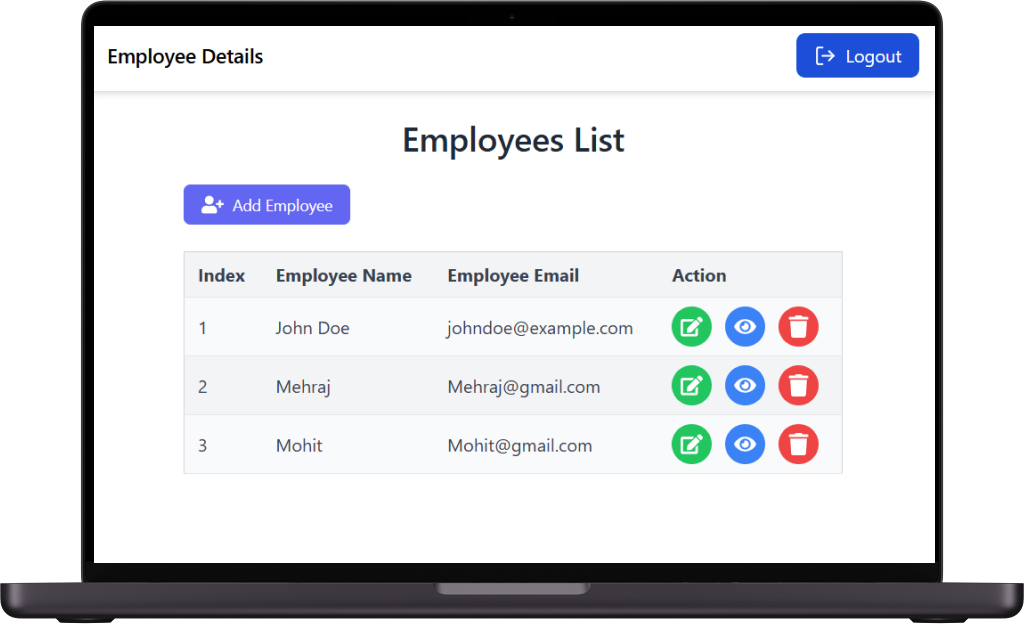 Employee Details
Logout
Employees List
Add Employee
Index Employee Name Employee Email Action
1 John Doe johndoe@example.com
2 Mehraj Mehraj@gmail.com
3 Mohit Mohit@gmail.com